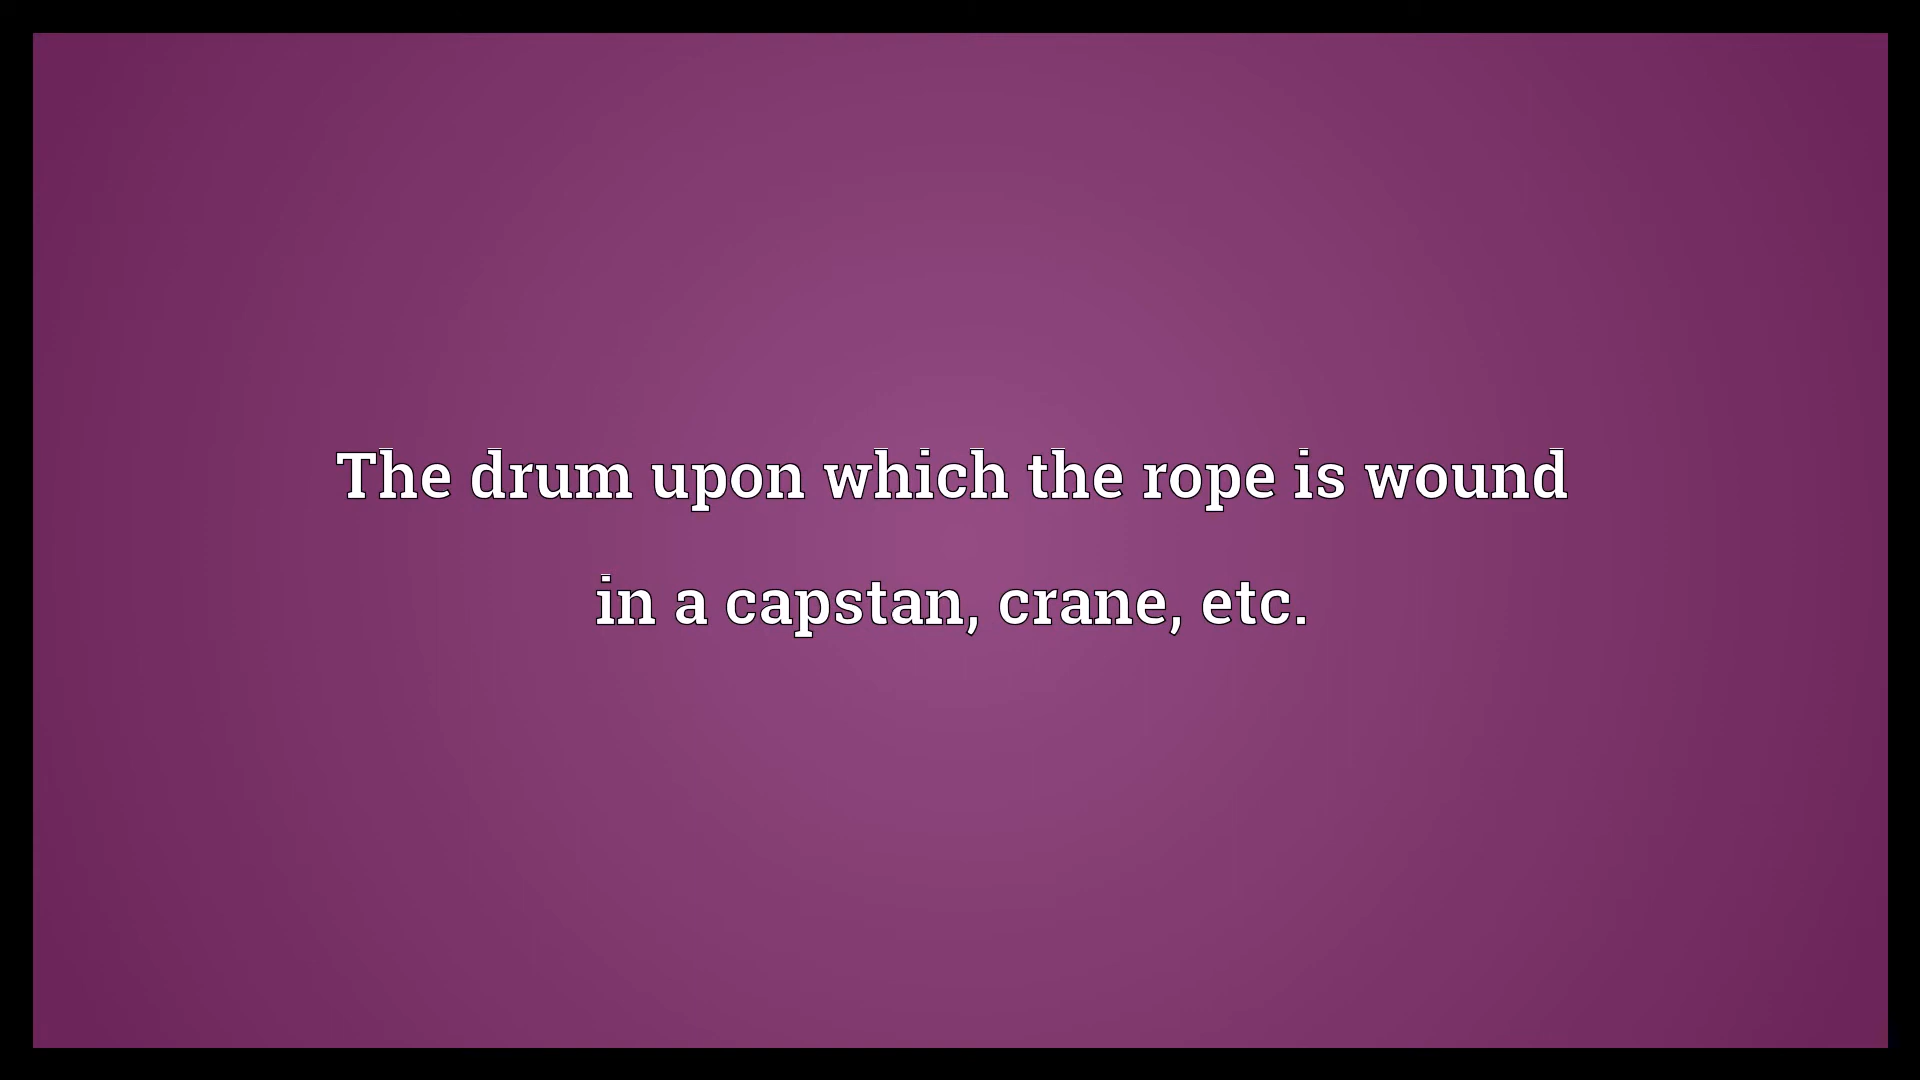 The drum upon which the rope is wound
in a capstan, crane, etc.